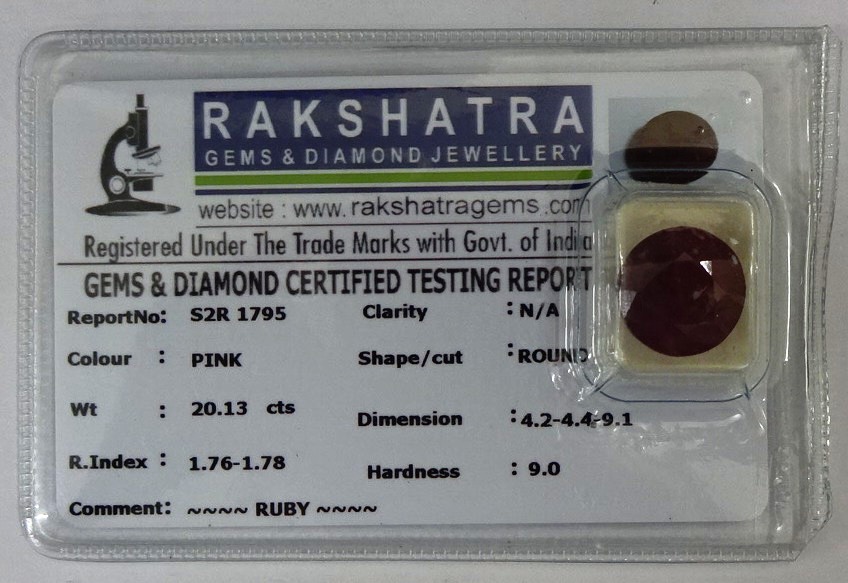 RAKSHATRA
GEMS & DIAMOND JEWELLERY
website : www.rakshatragems.com
Registered Under The Trade Marks with Govt. of India
GEMS & DIAMOND CERTIFIED TESTING REPORT
ReportNo: S2R 1795 Clarity : N/A
Colour : PINK Shape/cut : ROUND
Wt : 20.13 cts Dimension : 4.2-4.4-9.1
R.Index : 1.76-1.78 Hardness : 9.0
Comment: ~~~~ RUBY ~~~~